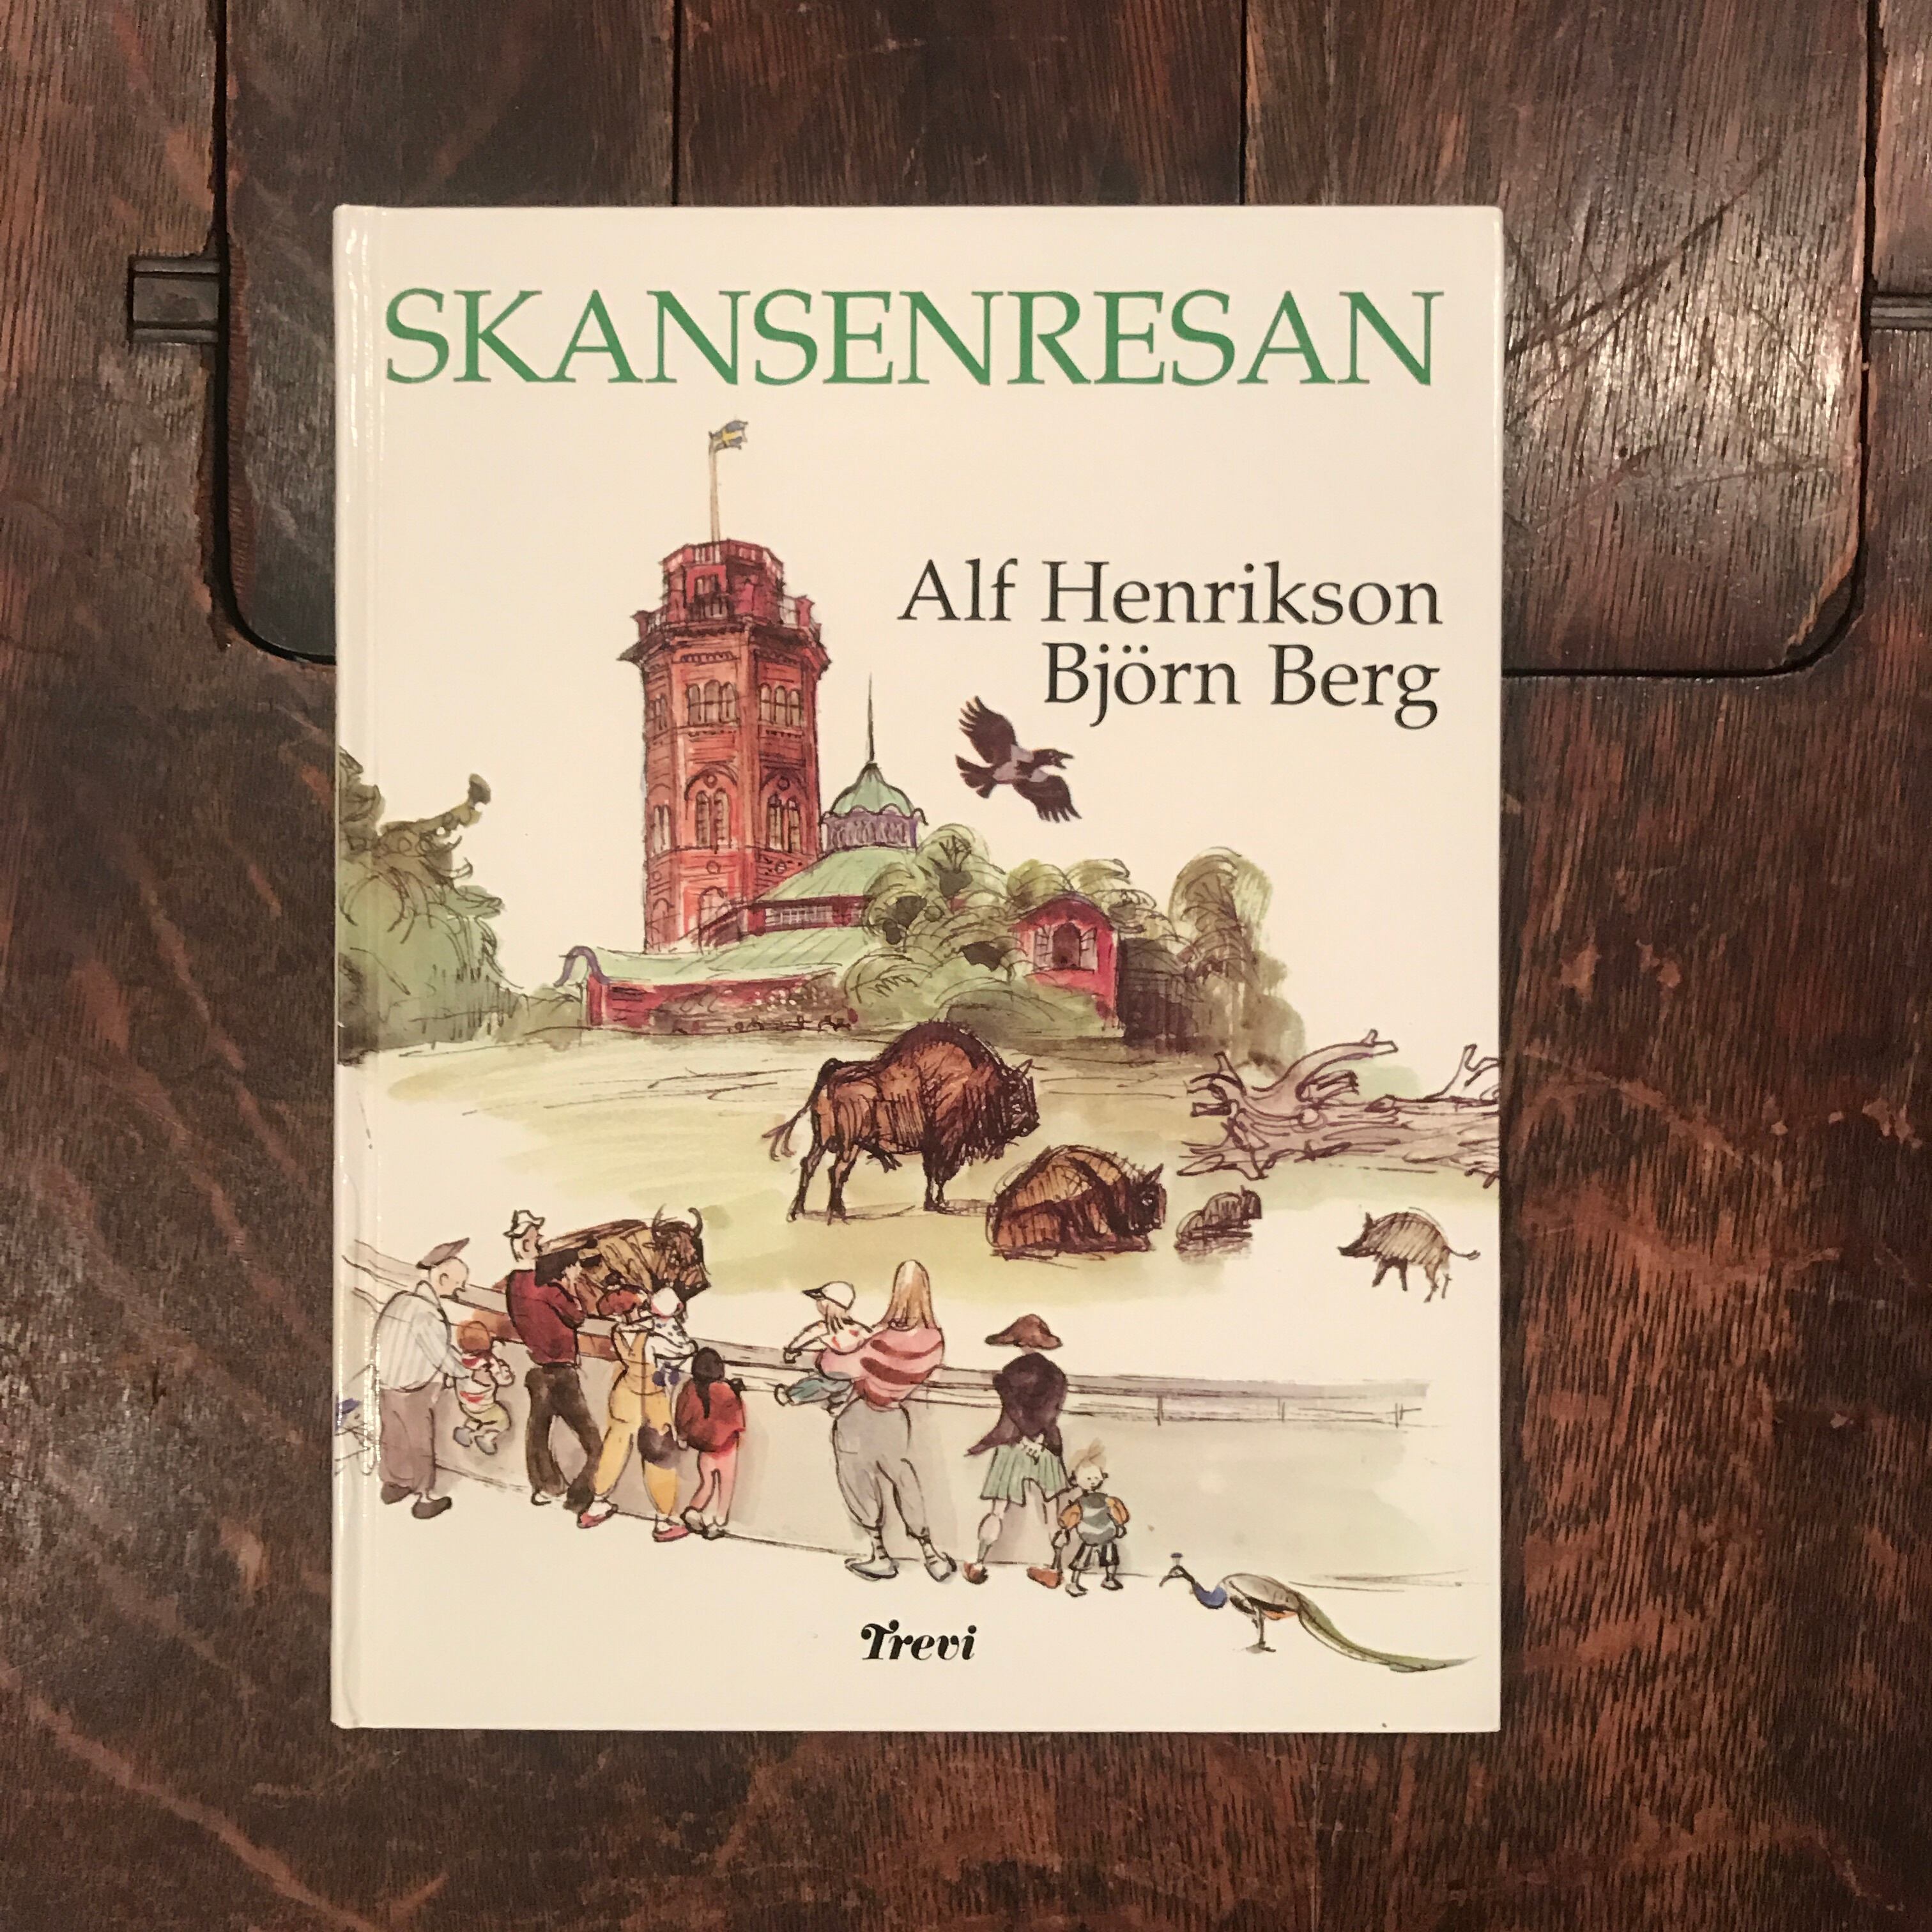 SKANSENRESAN
Alf Henrikson
Björn Berg
Trevi